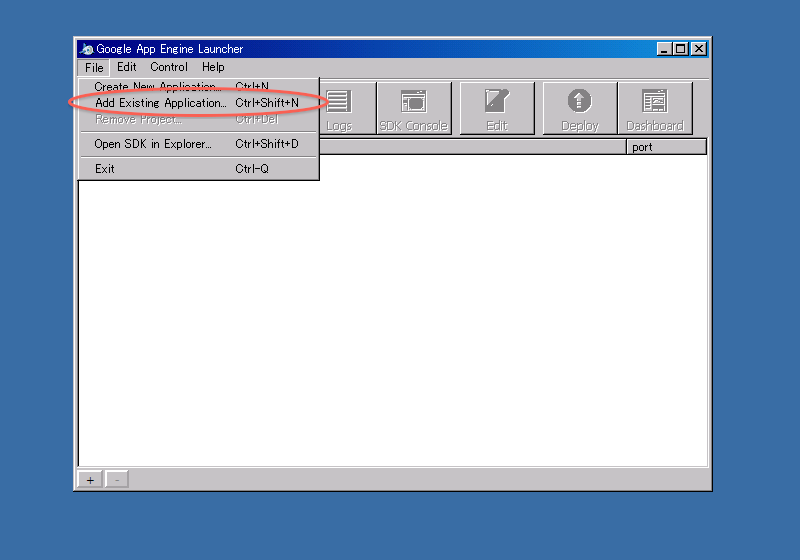 Google App Engine Launcher
File Edit Control Help
Create New Application... Ctrl+N
Add Existing Application... Ctrl+Shift+N
Remove Project... Ctrl+Del
Open SDK in Explorer... Ctrl+Shift+D
Exit Ctrl-Q
Logs SDK Console Edit Deploy Dashboard
port
+ -